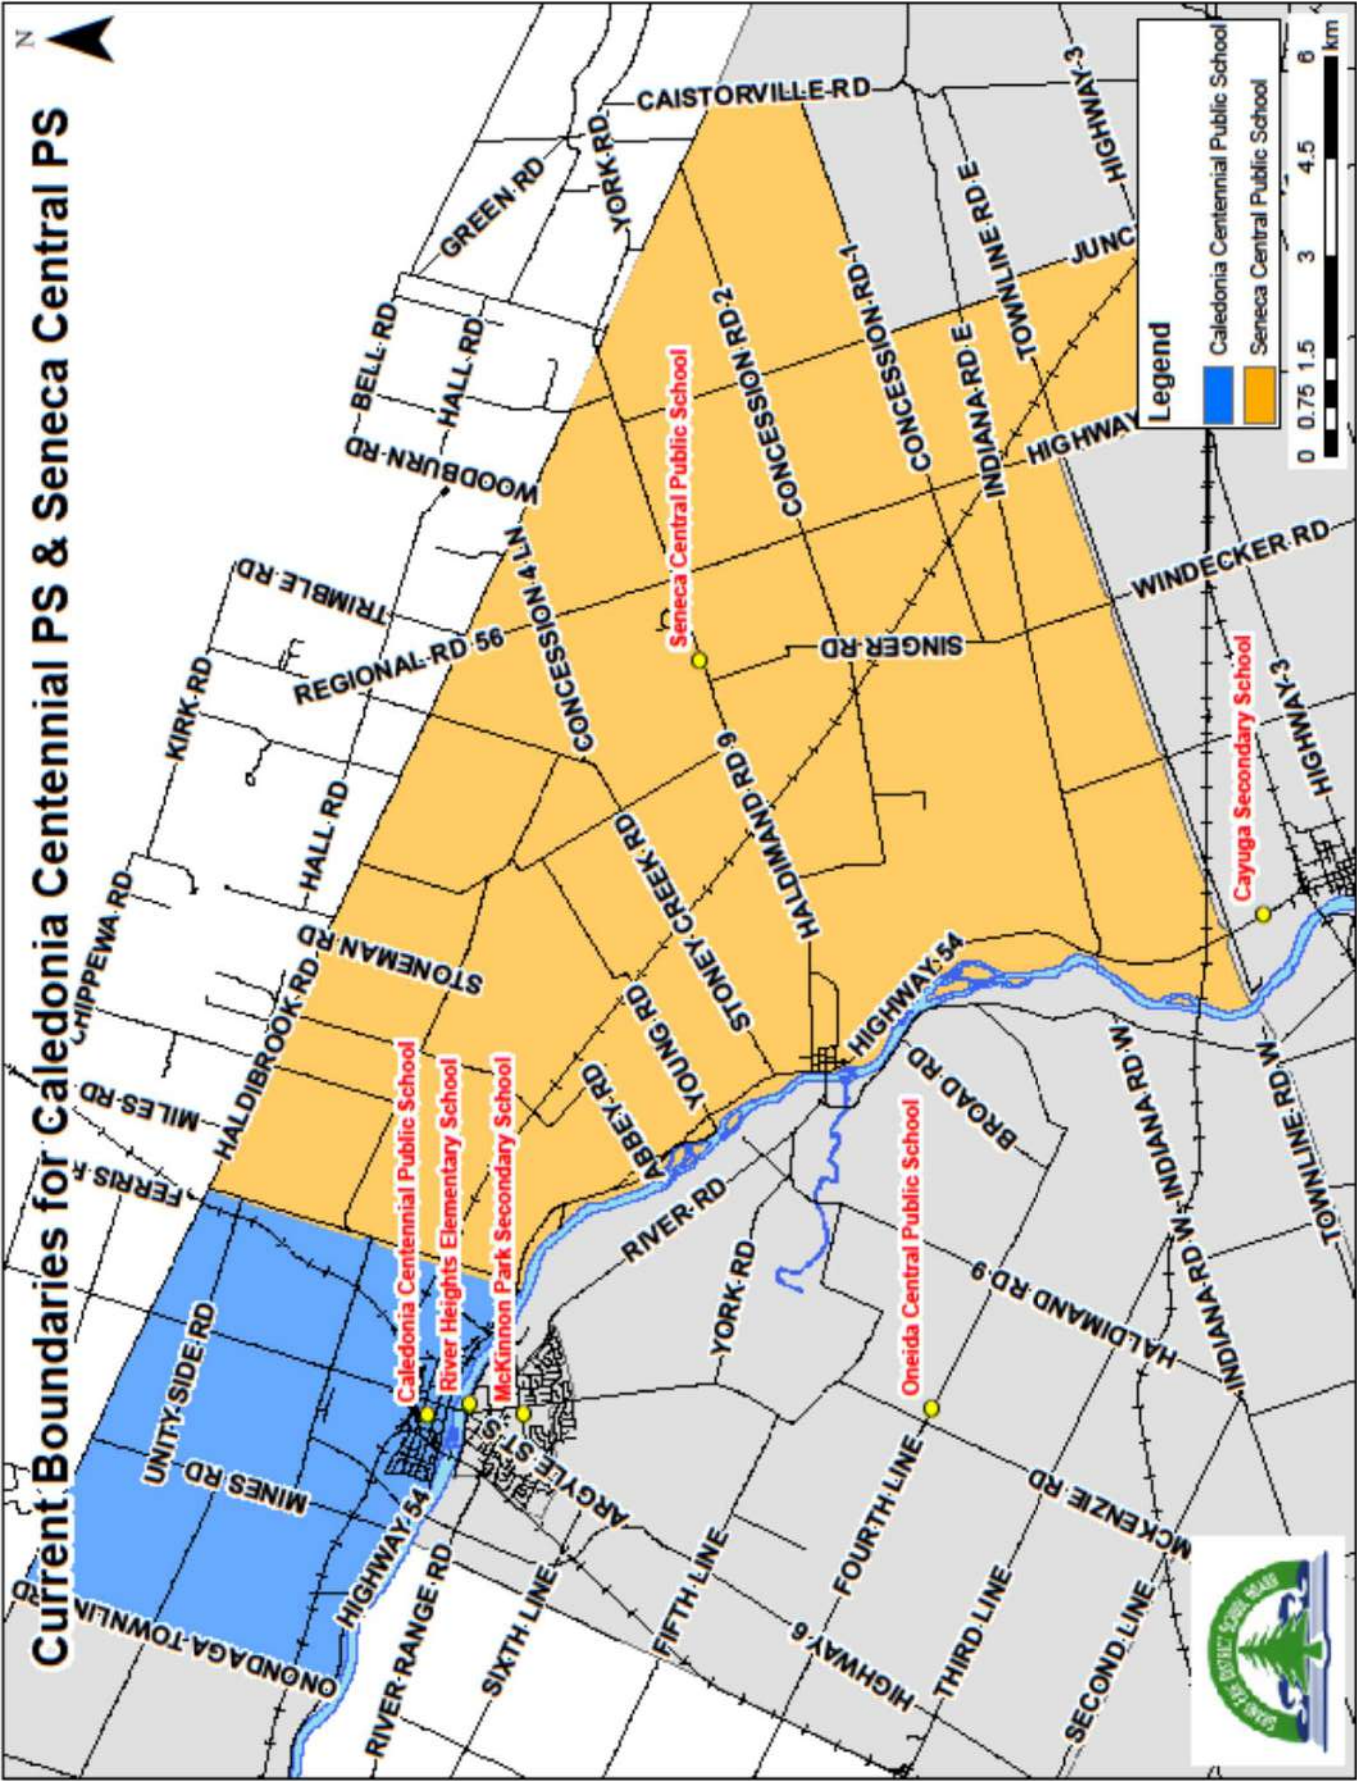 Current Boundaries for Caledonia Centennial PS & Seneca Central PS
N
CHIPPEWA RD
KIRK RD
TRIMBLE RD
WOODBURN RD
BELL RD
HALL RD
GREEN RD
YORK RD
CAISTORVILLE RD
MILES RD
FERRIS
HALDIBROOK RD
HALL RD
STONEMAN RD
REGIONAL RD 56
CONCESSION 4 LN
ONONDAGA TOWNLINE RD
UNITY SIDE RD
MINES RD
HIGHWAY 54
Caledonia Centennial Public School
River Heights Elementary School
McKinnon Park Secondary School
ABBEY RD
YOUNG RD
STONEY CREEK RD
HALDIMAND RD 9
Seneca Central Public School
CONCESSION RD 2
CONCESSION RD 1
SINGER RD
INDIANA RD E
TOWNLINE RD E
HIGHWAY 3
JUNC
HIGHWAY
WINDECKER RD
RIVER RANGE RD
SIXTH LINE
ARGYLE ST S
RIVER RD
YORK RD
HIGHWAY 54
BROAD RD
FIFTH LINE
FOURTH LINE
Oneida Central Public School
HALDIMAND RD 9
INDIANA RD W
INDIANA RD W
INDIANA RD W
TOWNLINE RD W
Cayuga Secondary School
HIGHWAY 3
HIGHWAY 6
THIRD LINE
SECOND LINE
MCKENZIE RD
GRAND ERIE DISTRICT SCHOOL BOARD
Legend
Caledonia Centennial Public School
Seneca Central Public School
0 0.75 1.5 3 4.5 6 km